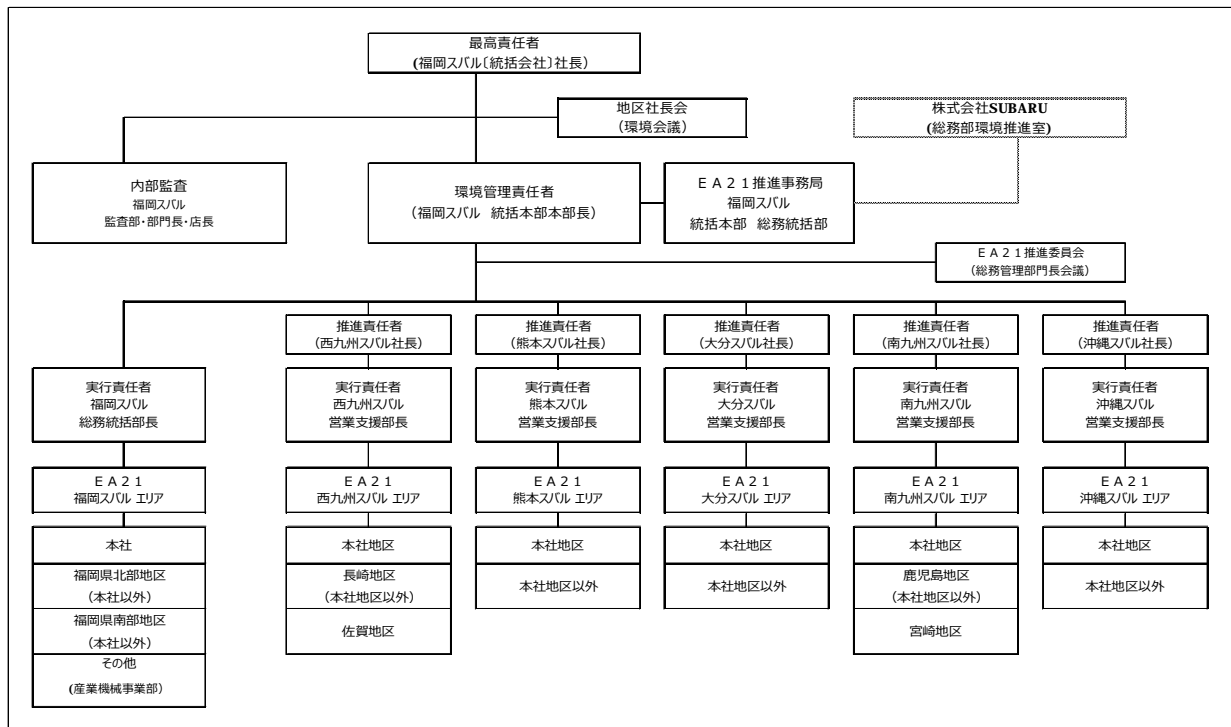 最高責任者
(福岡スバル〔統括会社〕社長)
地区社長会
(環境会議)
株式会社SUBARU
(総務部環境推進室)
内部監査
福岡スバル
監査部・部門長・店長
環境管理責任者
(福岡スバル 統括本部本部長)
EA21推進事務局
福岡スバル
統括本部 総務統括部
EA21推進委員会
(総務管理部門長会議)
推進責任者
(西九州スバル社長)
推進責任者
(熊本スバル社長)
推進責任者
(大分スバル社長)
推進責任者
(南九州スバル社長)
推進責任者
(沖縄スバル社長)
実行責任者
福岡スバル
総務統括部長
実行責任者
西九州スバル
営業支援部長
実行責任者
熊本スバル
営業支援部長
実行責任者
大分スバル
営業支援部長
実行責任者
南九州スバル
営業支援部長
実行責任者
沖縄スバル
営業支援部長
EA21
福岡スバル エリア
EA21
西九州スバル エリア
EA21
熊本スバル エリア
EA21
大分スバル エリア
EA21
南九州スバル エリア
EA21
沖縄スバル エリア
本社
福岡県北部地区
(本社以外)
福岡県南部地区
(本社以外)
その他
(産業機械事業部)
本社地区
長崎地区
(本社地区以外)
佐賀地区
本社地区
本社地区以外
本社地区
本社地区以外
本社地区
鹿児島地区
(本社地区以外)
宮崎地区
本社地区
本社地区以外